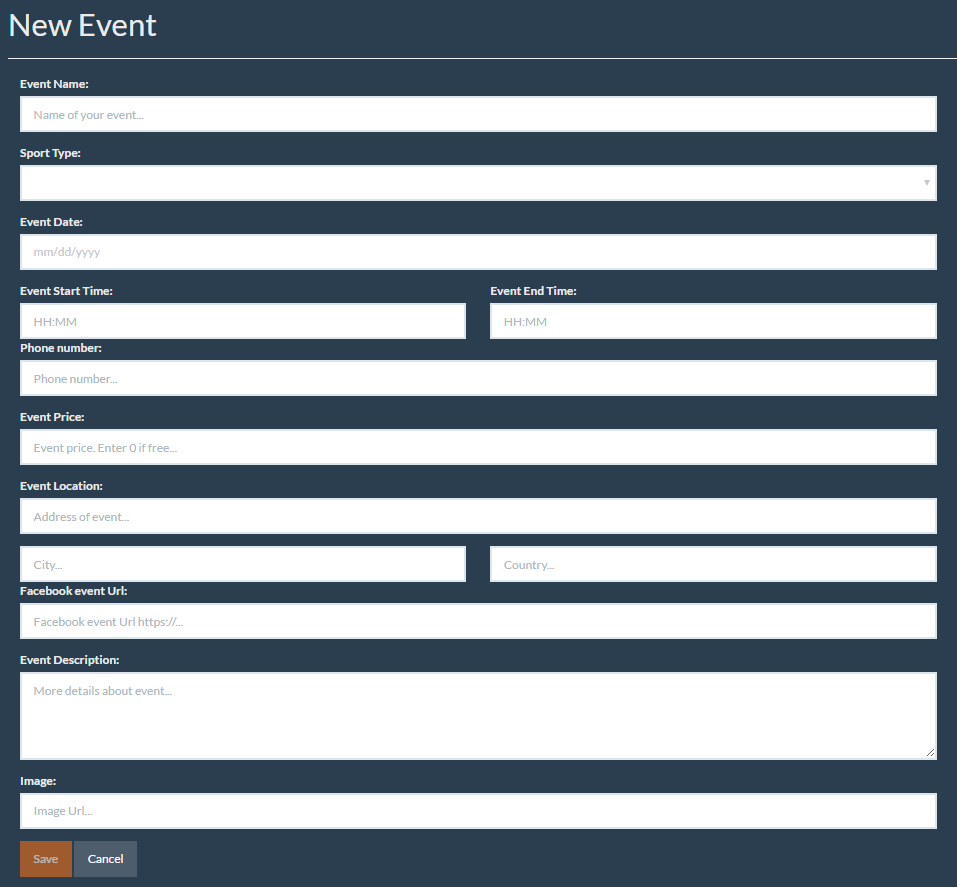 New Event
Event Name:
Name of your event...
Sport Type:
Event Date:
mm/dd/yyyy
Event Start Time: Event End Time:
HH:MM HH:MM
Phone number:
Phone number...
Event Price:
Event price. Enter 0 if free...
Event Location:
Address of event...
City... Country...
Facebook event Url:
Facebook event Url https://...
Event Description:
More details about event...
Image:
Image Url...
Save Cancel